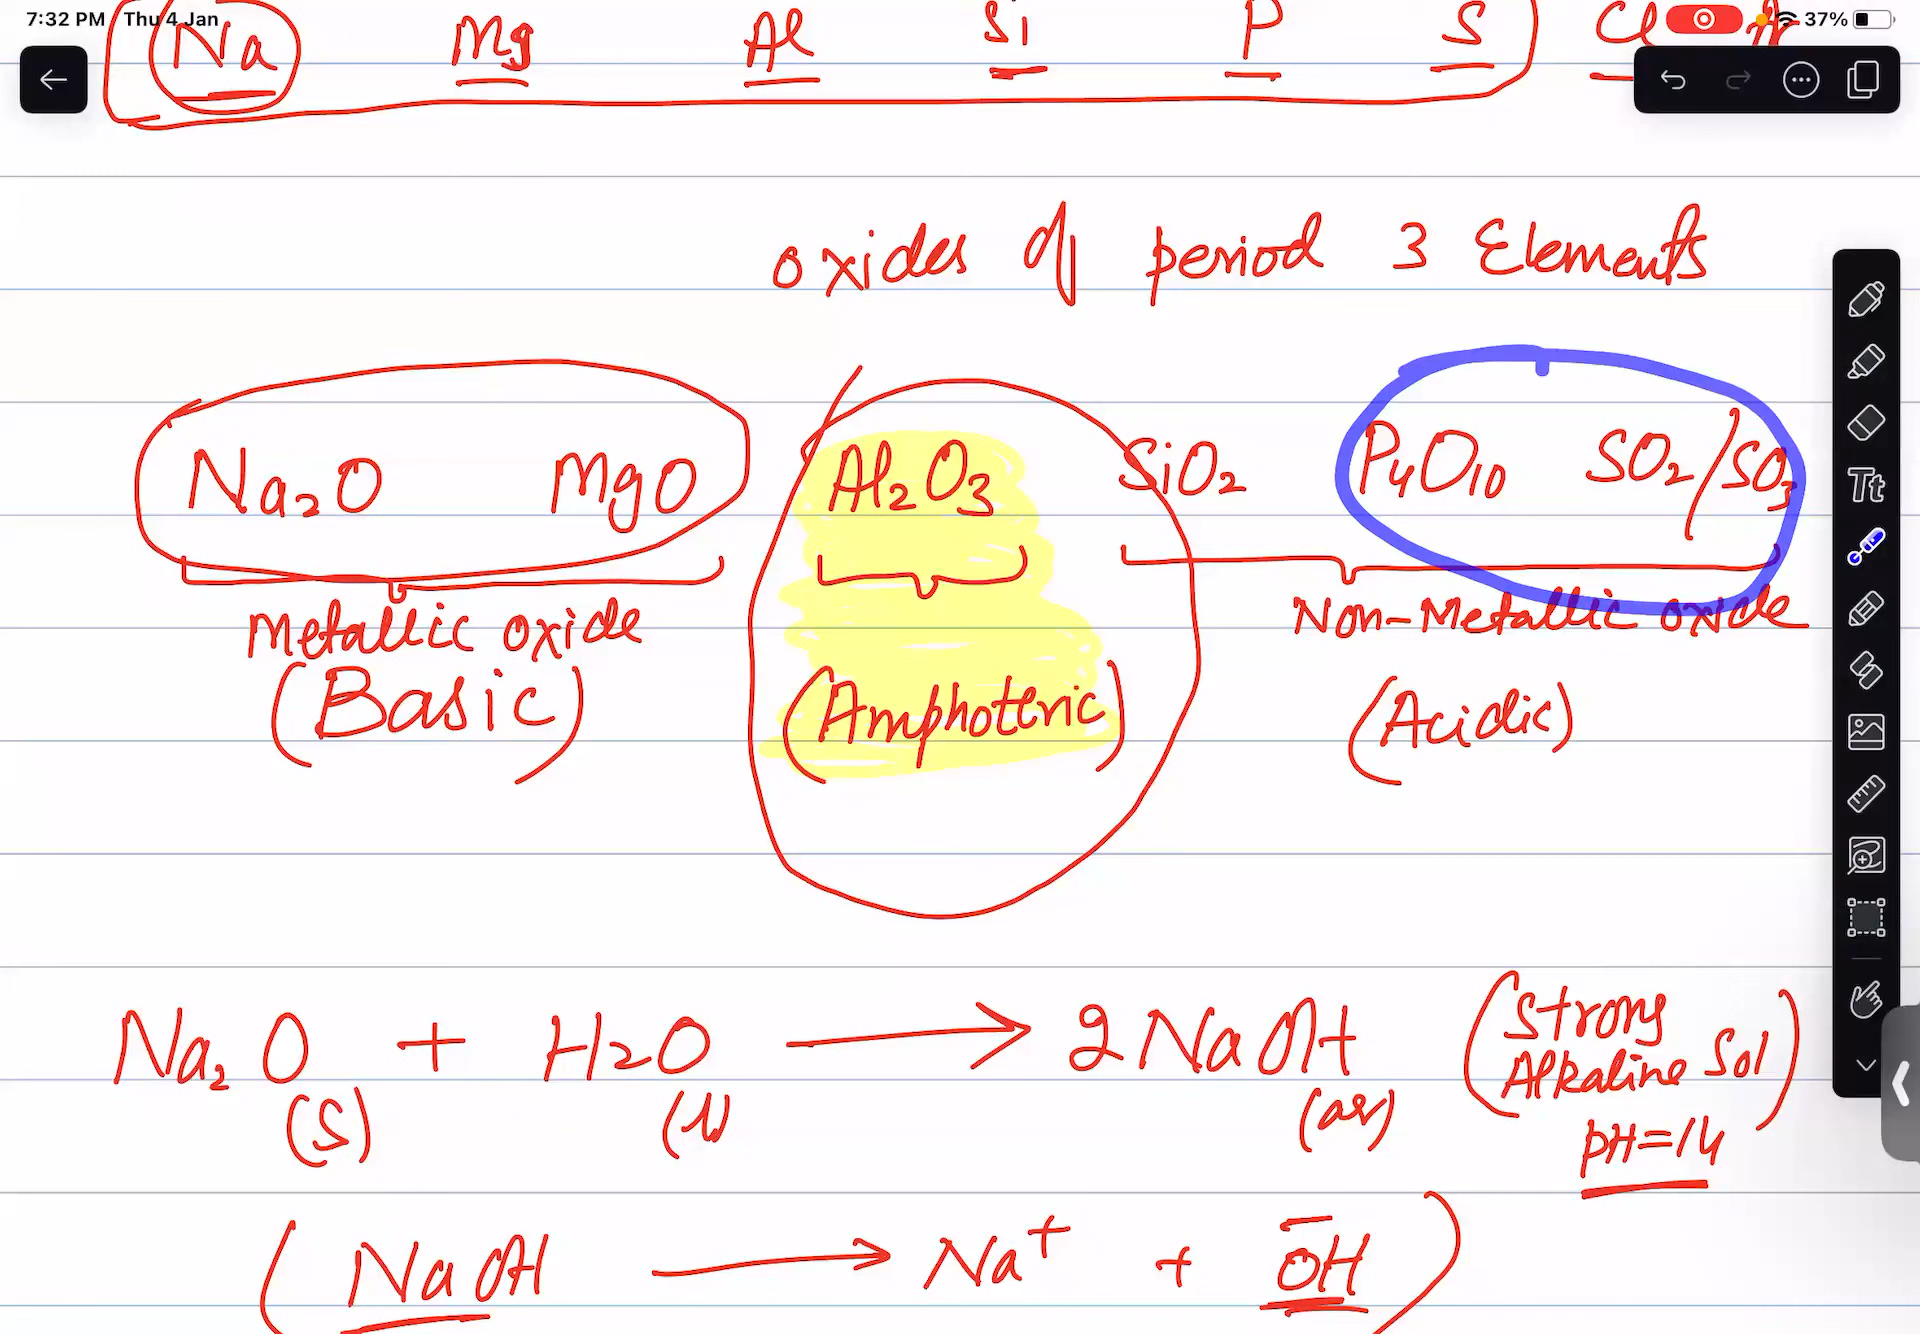 7:32 PM Thu 4 Jan 37%
Na Mg Al Si P S Cl
oxides of period 3 Elements
Na₂O MgO Al₂O₃ SiO₂ P₄O₁₀ SO₂/SO₃
Metallic oxide Non-Metallic oxide
(Basic) (Amphoteric) (Acidic)
Na₂O + H₂O ⟶ 2NaOH (Strong
Alkaline Sol)
(s) (l) (aq)
pH=14
(NaOH ⟶ Na⁺ + O̅H)
Tt